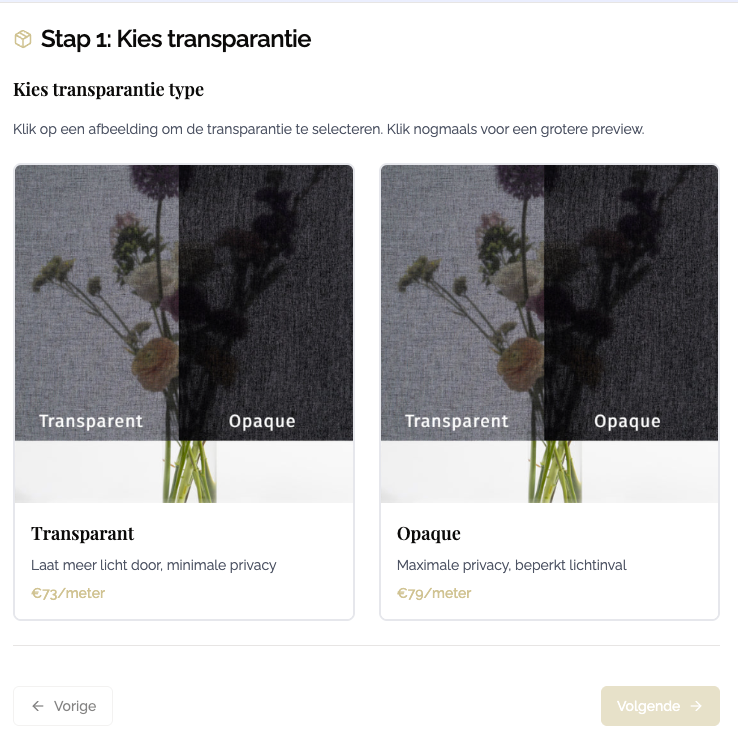 Stap 1: Kies transparantie
Kies transparantie type
Klik op een afbeelding om de transparantie te selecteren. Klik nogmaals voor een grotere preview.
Transparent
Opaque
Transparent
Opaque
Transparant
Laat meer licht door, minimale privacy
€73/meter
Opaque
Maximale privacy, beperkt lichtinval
€79/meter
Vorige
Volgende